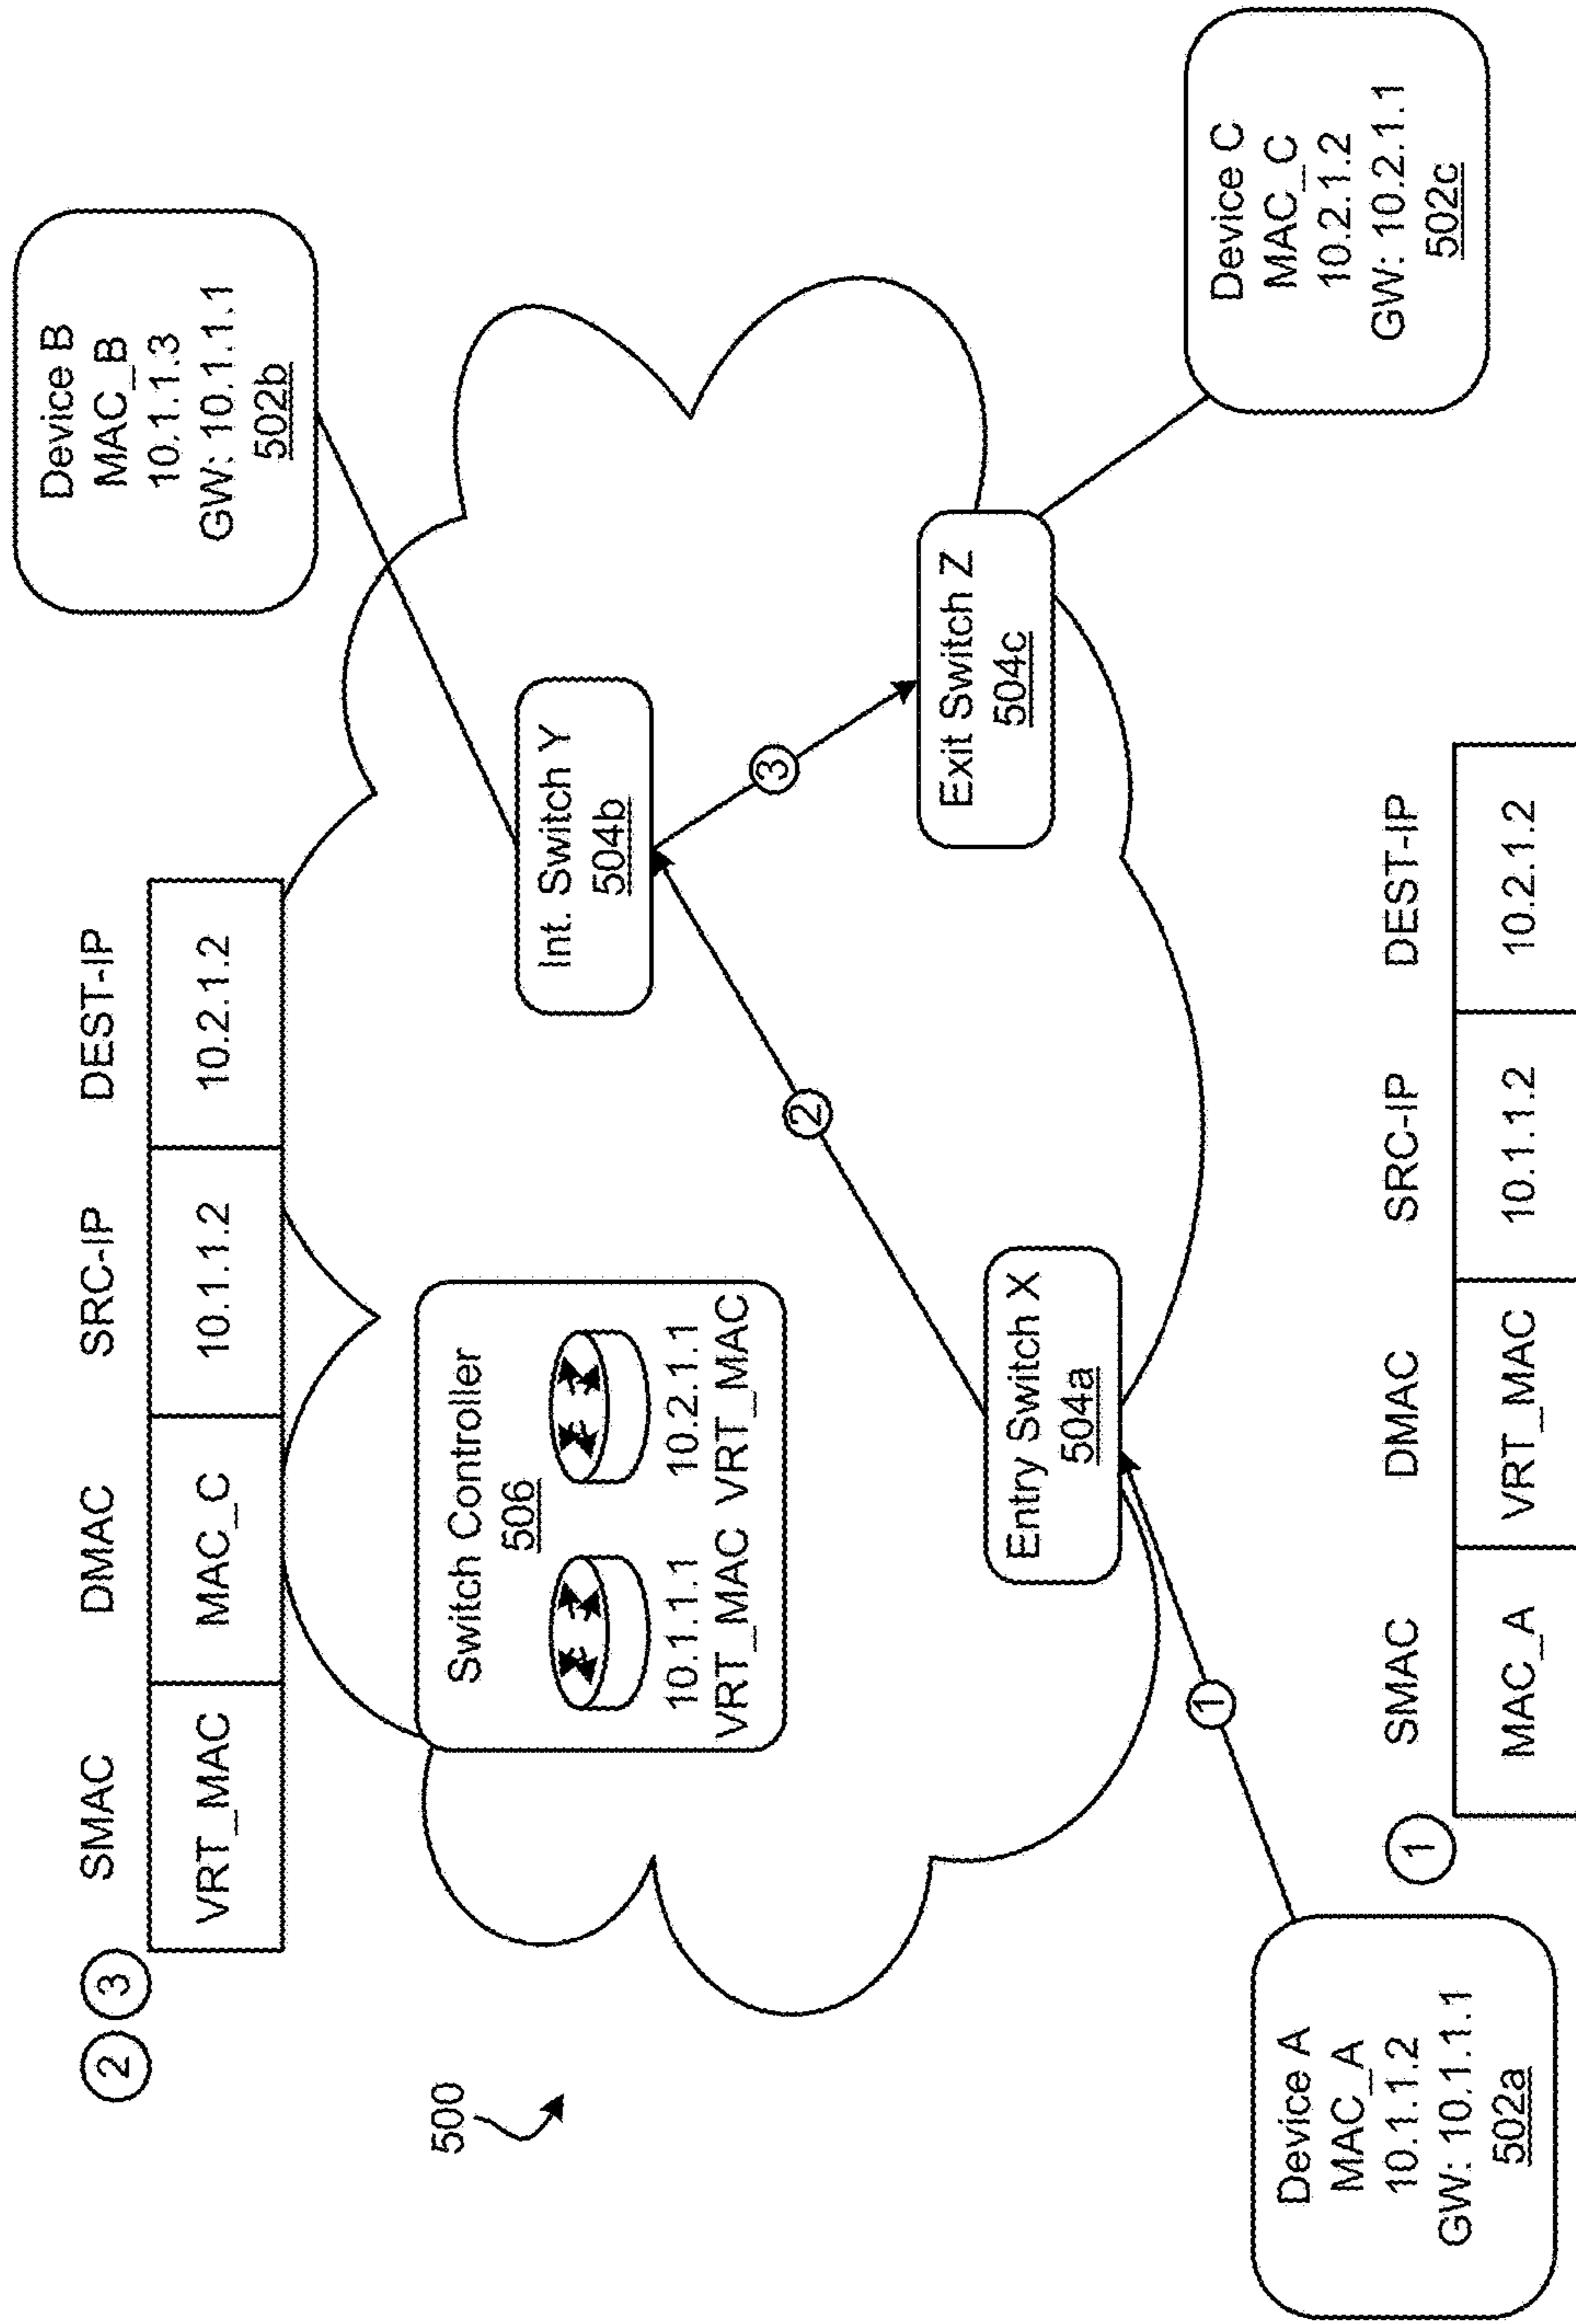 ② ③
SMAC DMAC SRC-IP DEST-IP
VRT_MAC MAC_C 10.1.1.2 10.2.1.2
Device B
MAC_B
10.1.1.3
GW: 10.1.1.1
502b
500
Switch Controller
506
10.1.1.1 10.2.1.1
VRT_MAC VRT_MAC
Int. Switch Y
504b
②
③
Entry Switch X
504a
Exit Switch Z
504c
①
Device A
MAC_A
10.1.1.2
GW: 10.1.1.1
502a
Device C
MAC_C
10.2.1.2
GW: 10.2.1.1
502c
①
SMAC DMAC SRC-IP DEST-IP
MAC_A VRT_MAC 10.1.1.2 10.2.1.2